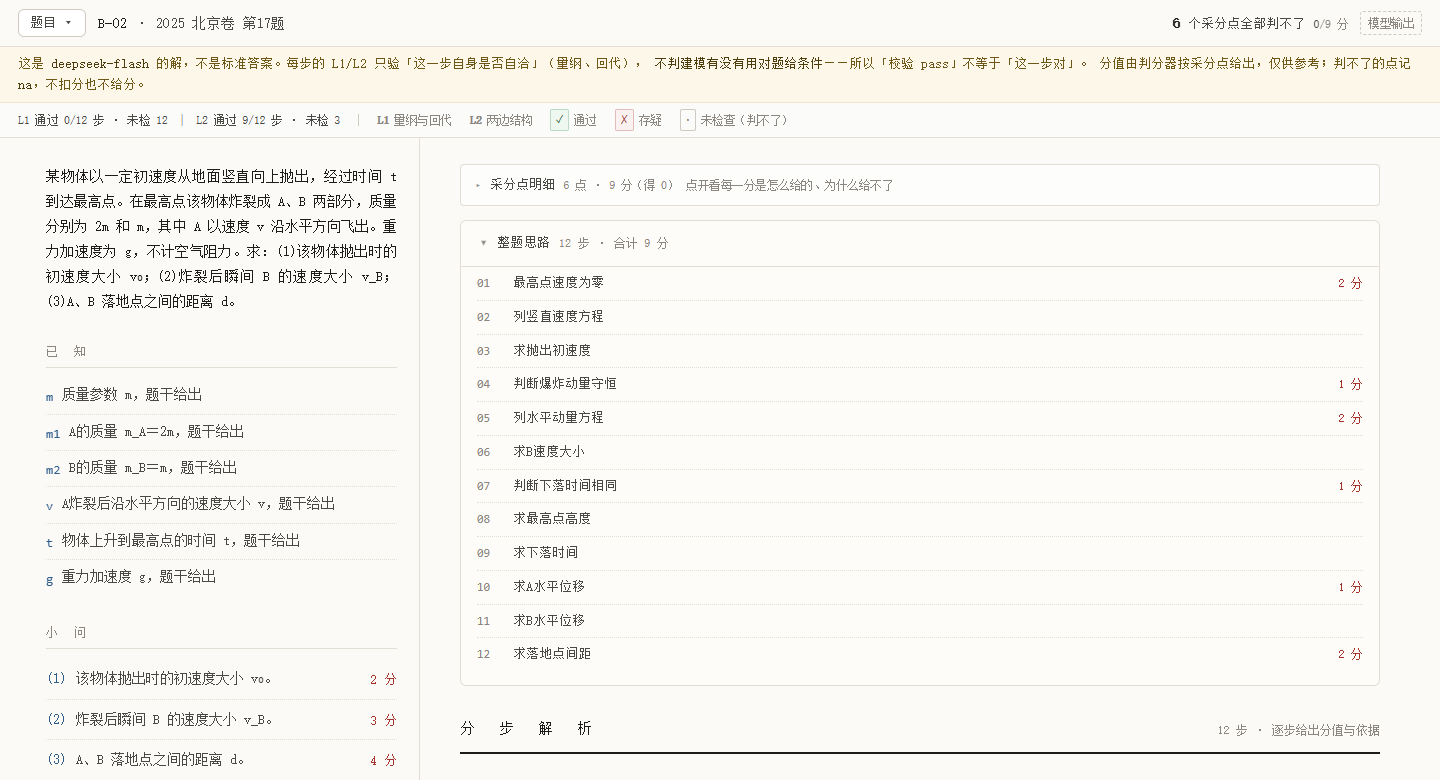 题目 ▾ B-02 · 2025 北京卷 第17题
6 个采分点全部判不了 0/9 分 模型输出
这是 deepseek-flash 的解，不是标准答案。每步的 L1/L2 只验「这一步自身是否自洽」（量纲、回代）， 不判建模有没有用对题给条件——所以「校验 pass」不等于「这一步对」。 分值由判分器按采分点给出，仅供参考；判不了的点记
na，不扣分也不给分。
L1 通过 0/12 步 · 未检 12 | L2 通过 9/12 步 · 未检 3 | L1 量纲与回代 L2 两边结构 ✓ 通过 ✗ 存疑 · 未检查（判不了）
某物体以一定初速度从地面竖直向上抛出，经过时间 t
到达最高点。在最高点该物体炸裂成 A、B 两部分，质量
分别为 2m 和 m，其中 A 以速度 v 沿水平方向飞出。重
力加速度为 g，不计空气阻力。求：(1)该物体抛出时的
初速度大小 v₀；(2)炸裂后瞬间 B 的速度大小 v_B；
(3)A、B 落地点之间的距离 d。
已 知
m 质量参数 m，题干给出
m1 A的质量 m_A＝2m，题干给出
m2 B的质量 m_B＝m，题干给出
v A炸裂后沿水平方向的速度大小 v，题干给出
t 物体上升到最高点的时间 t，题干给出
g 重力加速度 g，题干给出
小 问
(1) 该物体抛出时的初速度大小 v₀。 2 分
(2) 炸裂后瞬间 B 的速度大小 v_B。 3 分
(3) A、B 落地点之间的距离 d。 4 分
▸ 采分点明细 6 点 · 9 分（得 0） 点开看每一分是怎么给的、为什么给不了
▾ 整题思路 12 步 · 合计 9 分
01 最高点速度为零 2 分
02 列竖直速度方程
03 求抛出初速度
04 判断爆炸动量守恒 1 分
05 列水平动量方程 2 分
06 求B速度大小
07 判断下落时间相同 1 分
08 求最高点高度
09 求下落时间
10 求A水平位移 1 分
11 求B水平位移
12 求落地点间距 2 分
分 步 解 析 12 步 · 逐步给出分值与依据